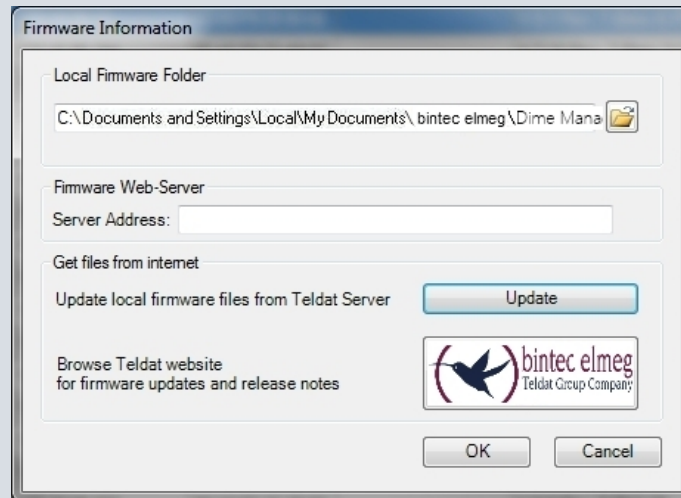 Firmware Information
Local Firmware Folder
C:\Documents and Settings\Local\My Documents\ bintec elmeg\Dime Mana
Firmware Web-Server
Server Address:
Get files from internet
Update local firmware files from Teldat Server
Update
Browse Teldat website
for firmware updates and release notes
bintec elmeg
Teldat Group Company
OK
Cancel